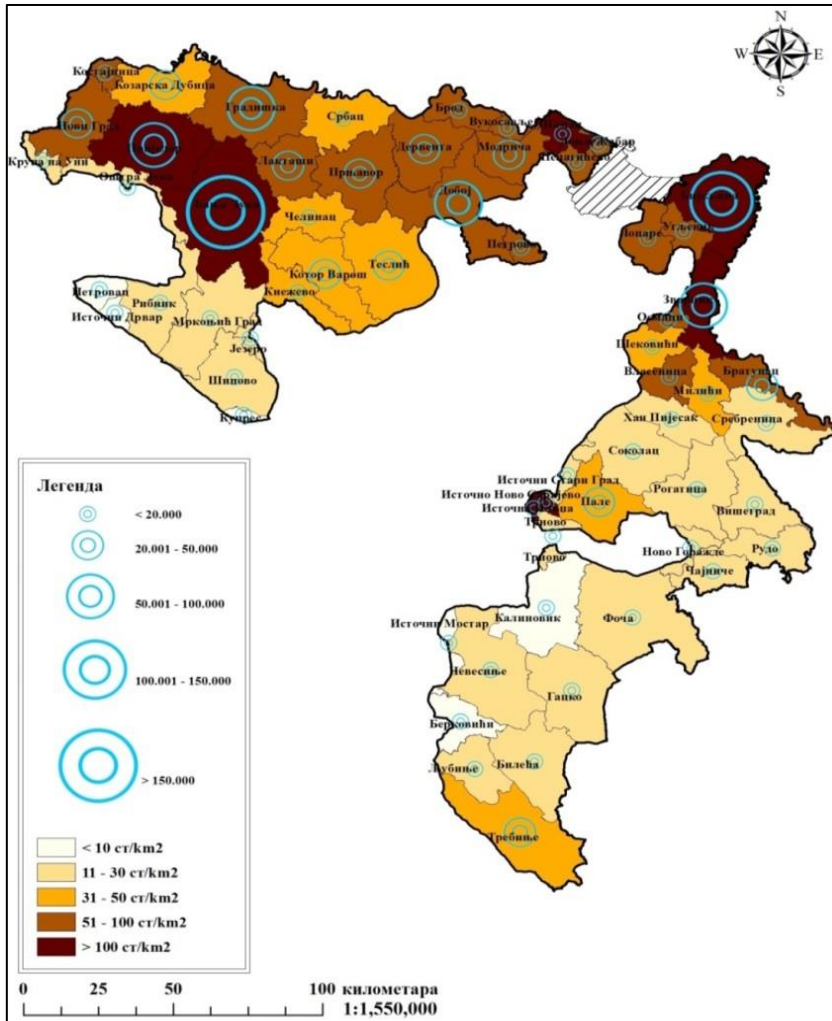 N
W E
S
Костајница
Козарска Дубица
Градишка
Србац
Брод
Нови Град
Крупа на Уни
Лакташи
Прњавор
Дервента
Модрича
Добој
Петрово
Челинац
Котор Варош
Теслић
Кнежево
Лопаре
Угљевик
Петровац
Источни Дрвар
Рибник
Мркоњић Град
Језеро
Шипово
Купрес
Шековићи
Власеница
Милићи
Братунац
Сребреница
Хан Пијесак
Соколац
Источни Стари Град
Источно Ново Сарајево
Пале
Рогатица
Вишеград
Трново
Трново
Ново Горажде
Рудо
Чајниче
Калиновик
Фоча
Источни Мостар
Невесиње
Гацко
Берковићи
Љубиње
Билећа
Требиње
Легенда
< 20.000
20.001 - 50.000
50.001 - 100.000
100.001 - 150.000
> 150.000
< 10 ст/km2
11 - 30 ст/km2
31 - 50 ст/km2
51 - 100 ст/km2
> 100 ст/km2
0 25 50 100 километара
1:1,550,000